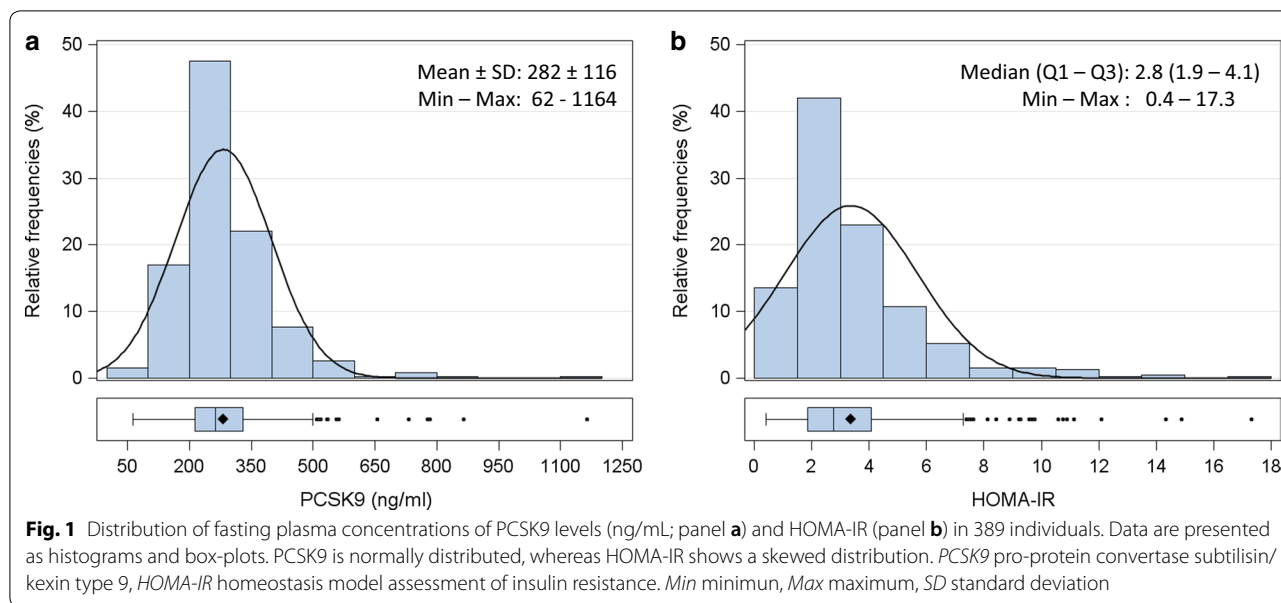 a
50
40
30
20
10
0
Relative frequencies (%)
Mean ± SD: 282 ± 116
Min – Max: 62 - 1164
50 200 350 500 650 800 950 1100 1250
PCSK9 (ng/ml)
b
50
40
30
20
10
0
Relative frequencies (%)
Median (Q1 – Q3): 2.8 (1.9 – 4.1)
Min – Max : 0.4 – 17.3
0 2 4 6 8 10 12 14 16 18
HOMA-IR
Fig. 1 Distribution of fasting plasma concentrations of PCSK9 levels (ng/mL; panel a) and HOMA-IR (panel b) in 389 individuals. Data are presented
as histograms and box-plots. PCSK9 is normally distributed, whereas HOMA-IR shows a skewed distribution. PCSK9 pro-protein convertase subtilisin/
kexin type 9, HOMA-IR homeostasis model assessment of insulin resistance. Min minimun, Max maximum, SD standard deviation